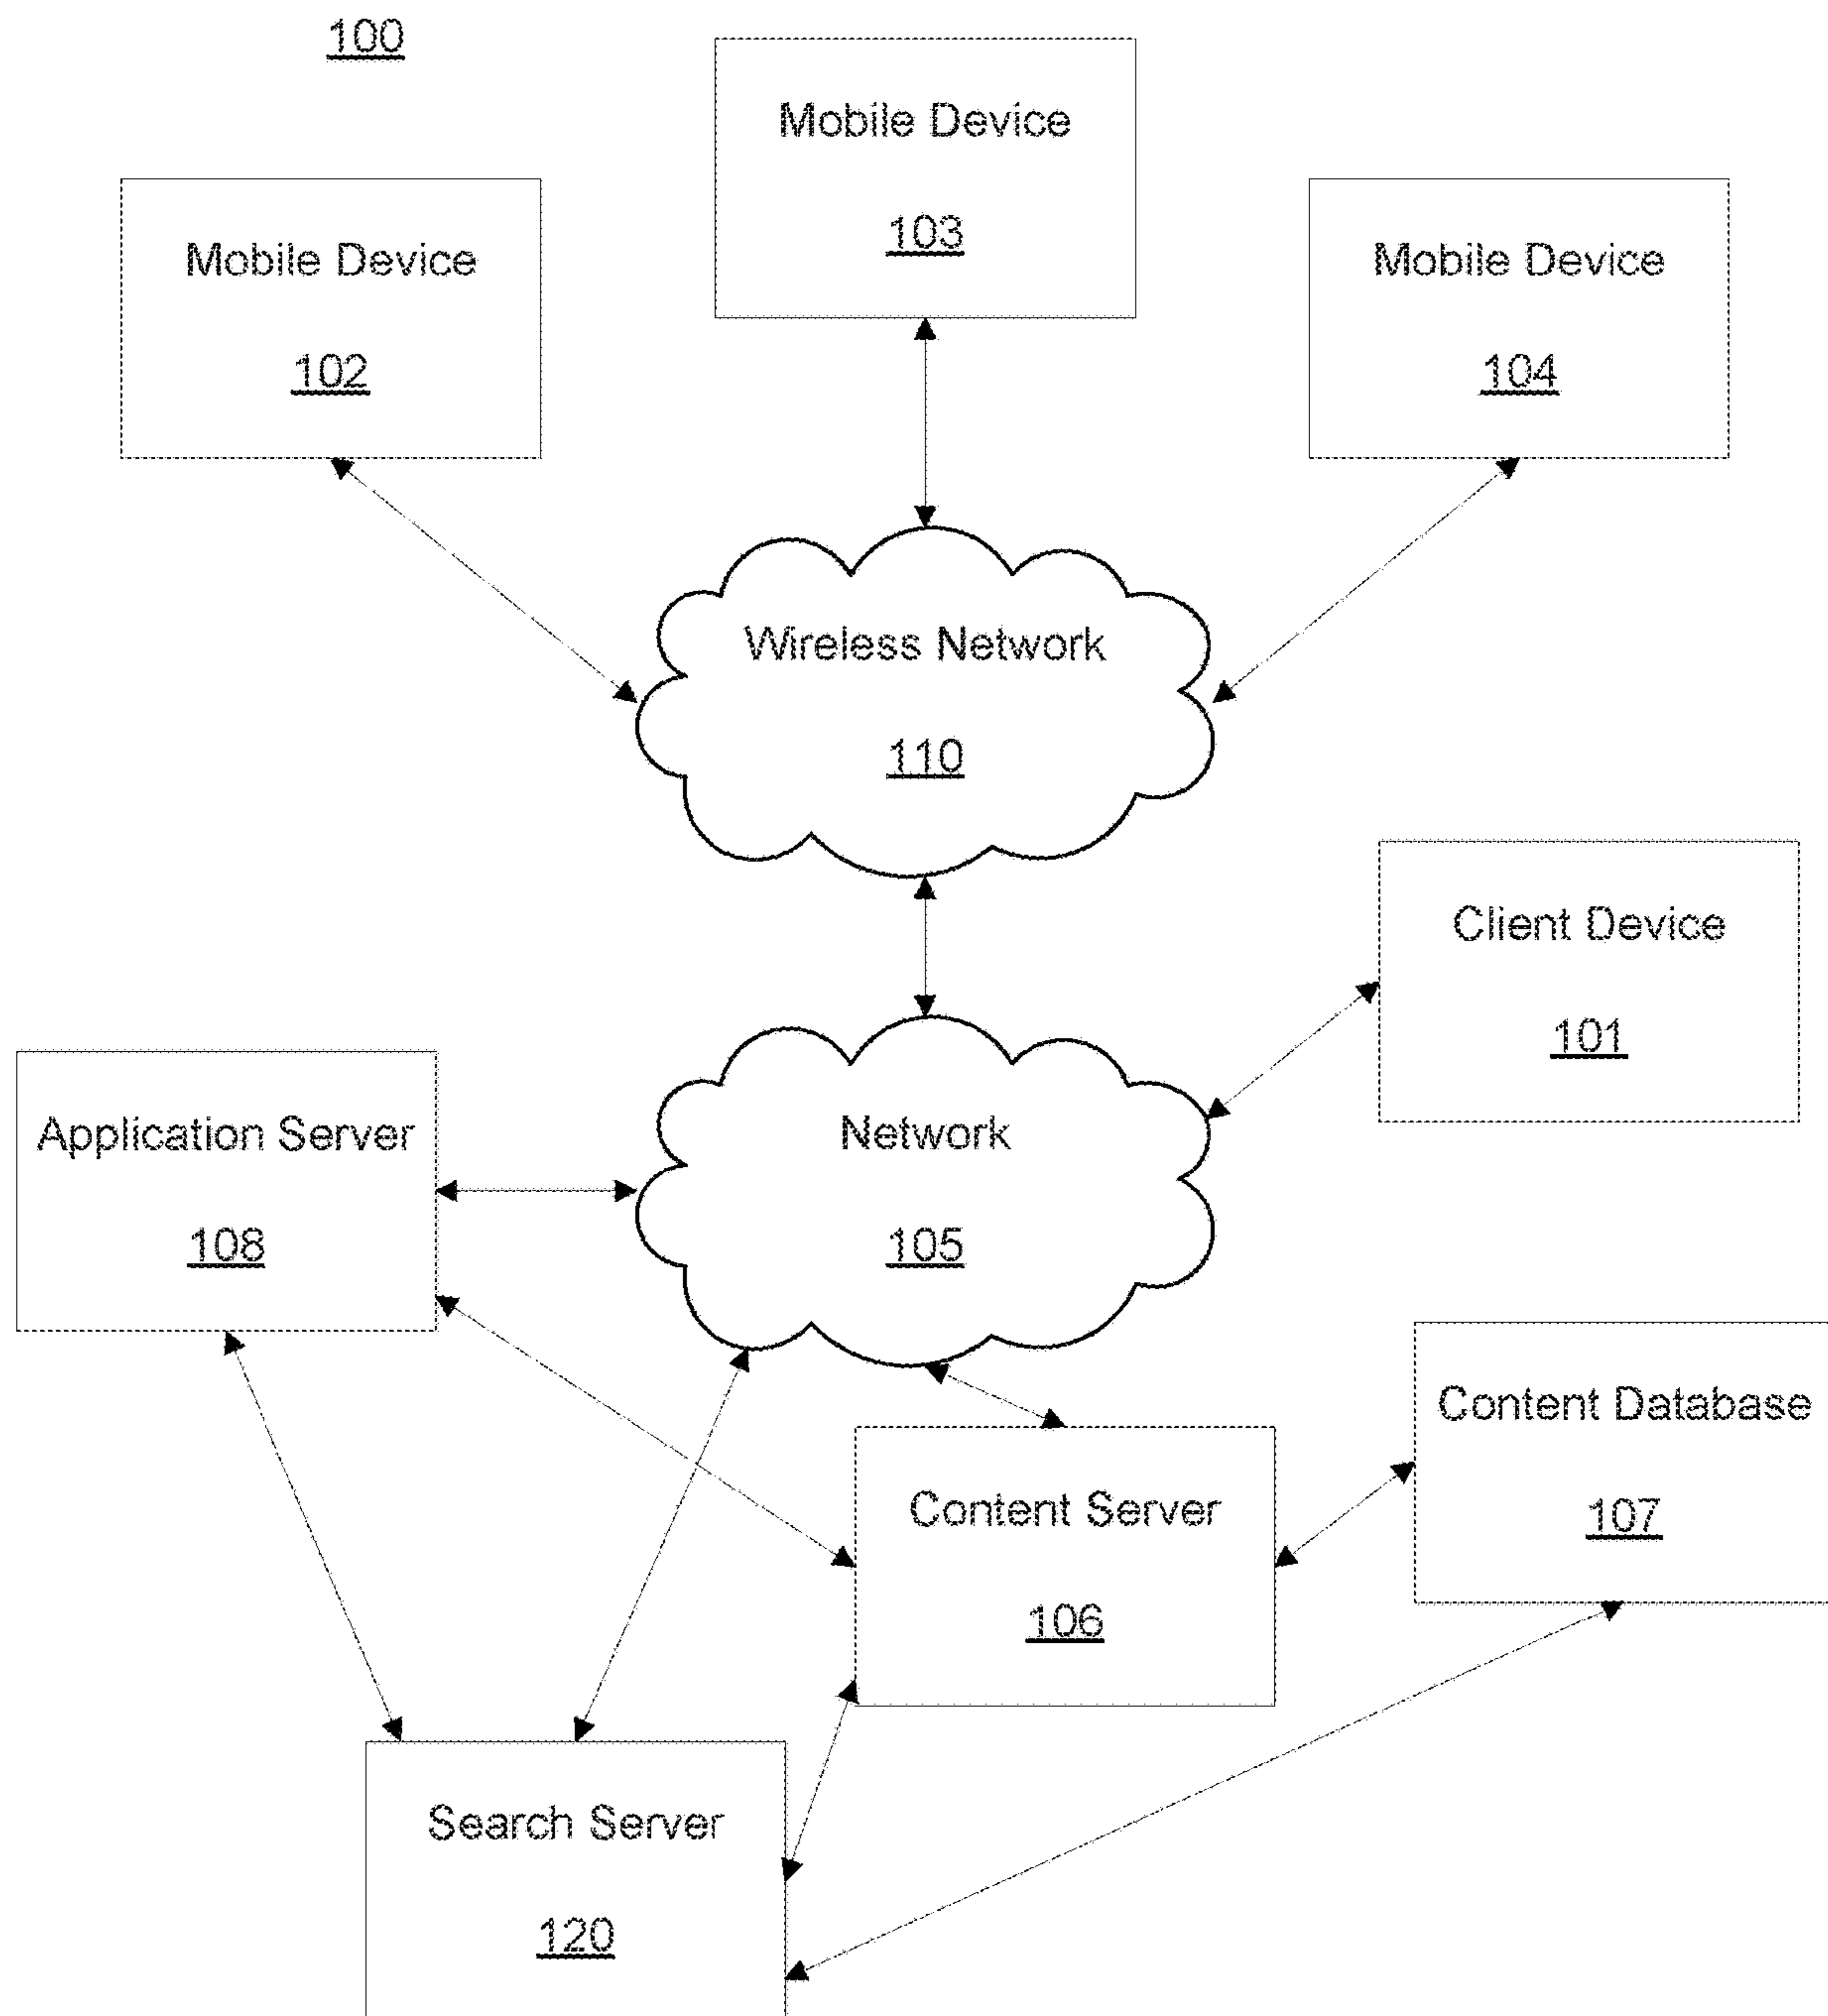 100
Mobile Device
103
Mobile Device
102
Mobile Device
104
Wireless Network
110
Client Device
101
Application Server
108
Network
105
Content Database
107
Content Server
106
Search Server
120